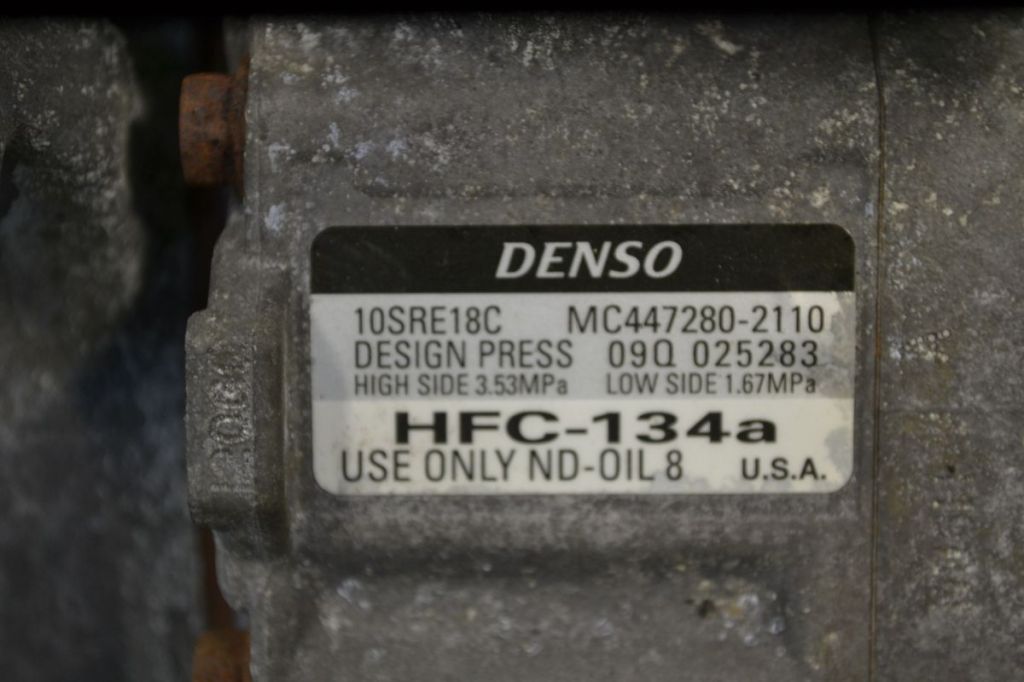 DENSO
10SRE18C MC447280-2110
DESIGN PRESS 09Q 025283
HIGH SIDE 3.53MPa LOW SIDE 1.67MPa
HFC-134a
USE ONLY ND-OIL 8 U.S.A.